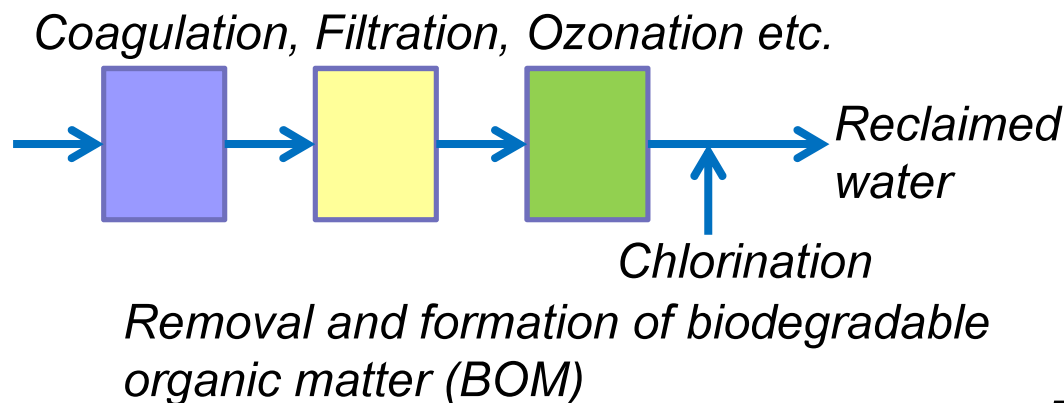 Coagulation, Filtration, Ozonation etc.
Reclaimed
water
Chlorination
Removal and formation of biodegradable
organic matter (BOM)